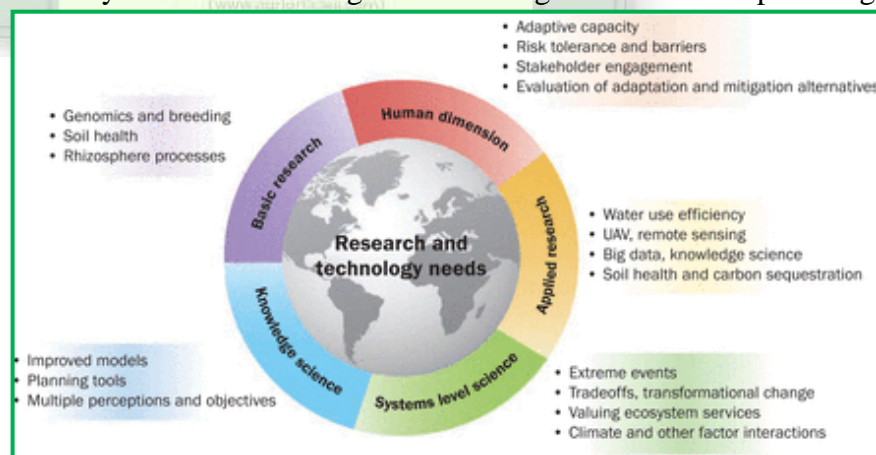 • Adaptive capacity
• Risk tolerance and barriers
• Stakeholder engagement
• Evaluation of adaptation and mitigation alternatives
• Genomics and breeding
• Soil health
• Rhizosphere processes
Human dimension
Basic research
Research and
technology needs
Applied research
• Water use efficiency
• UAV, remote sensing
• Big data, knowledge science
• Soil health and carbon sequestration
Knowledge science
Systems level science
• Improved models
• Planning tools
• Multiple perceptions and objectives
• Extreme events
• Tradeoffs, transformational change
• Valuing ecosystem services
• Climate and other factor interactions